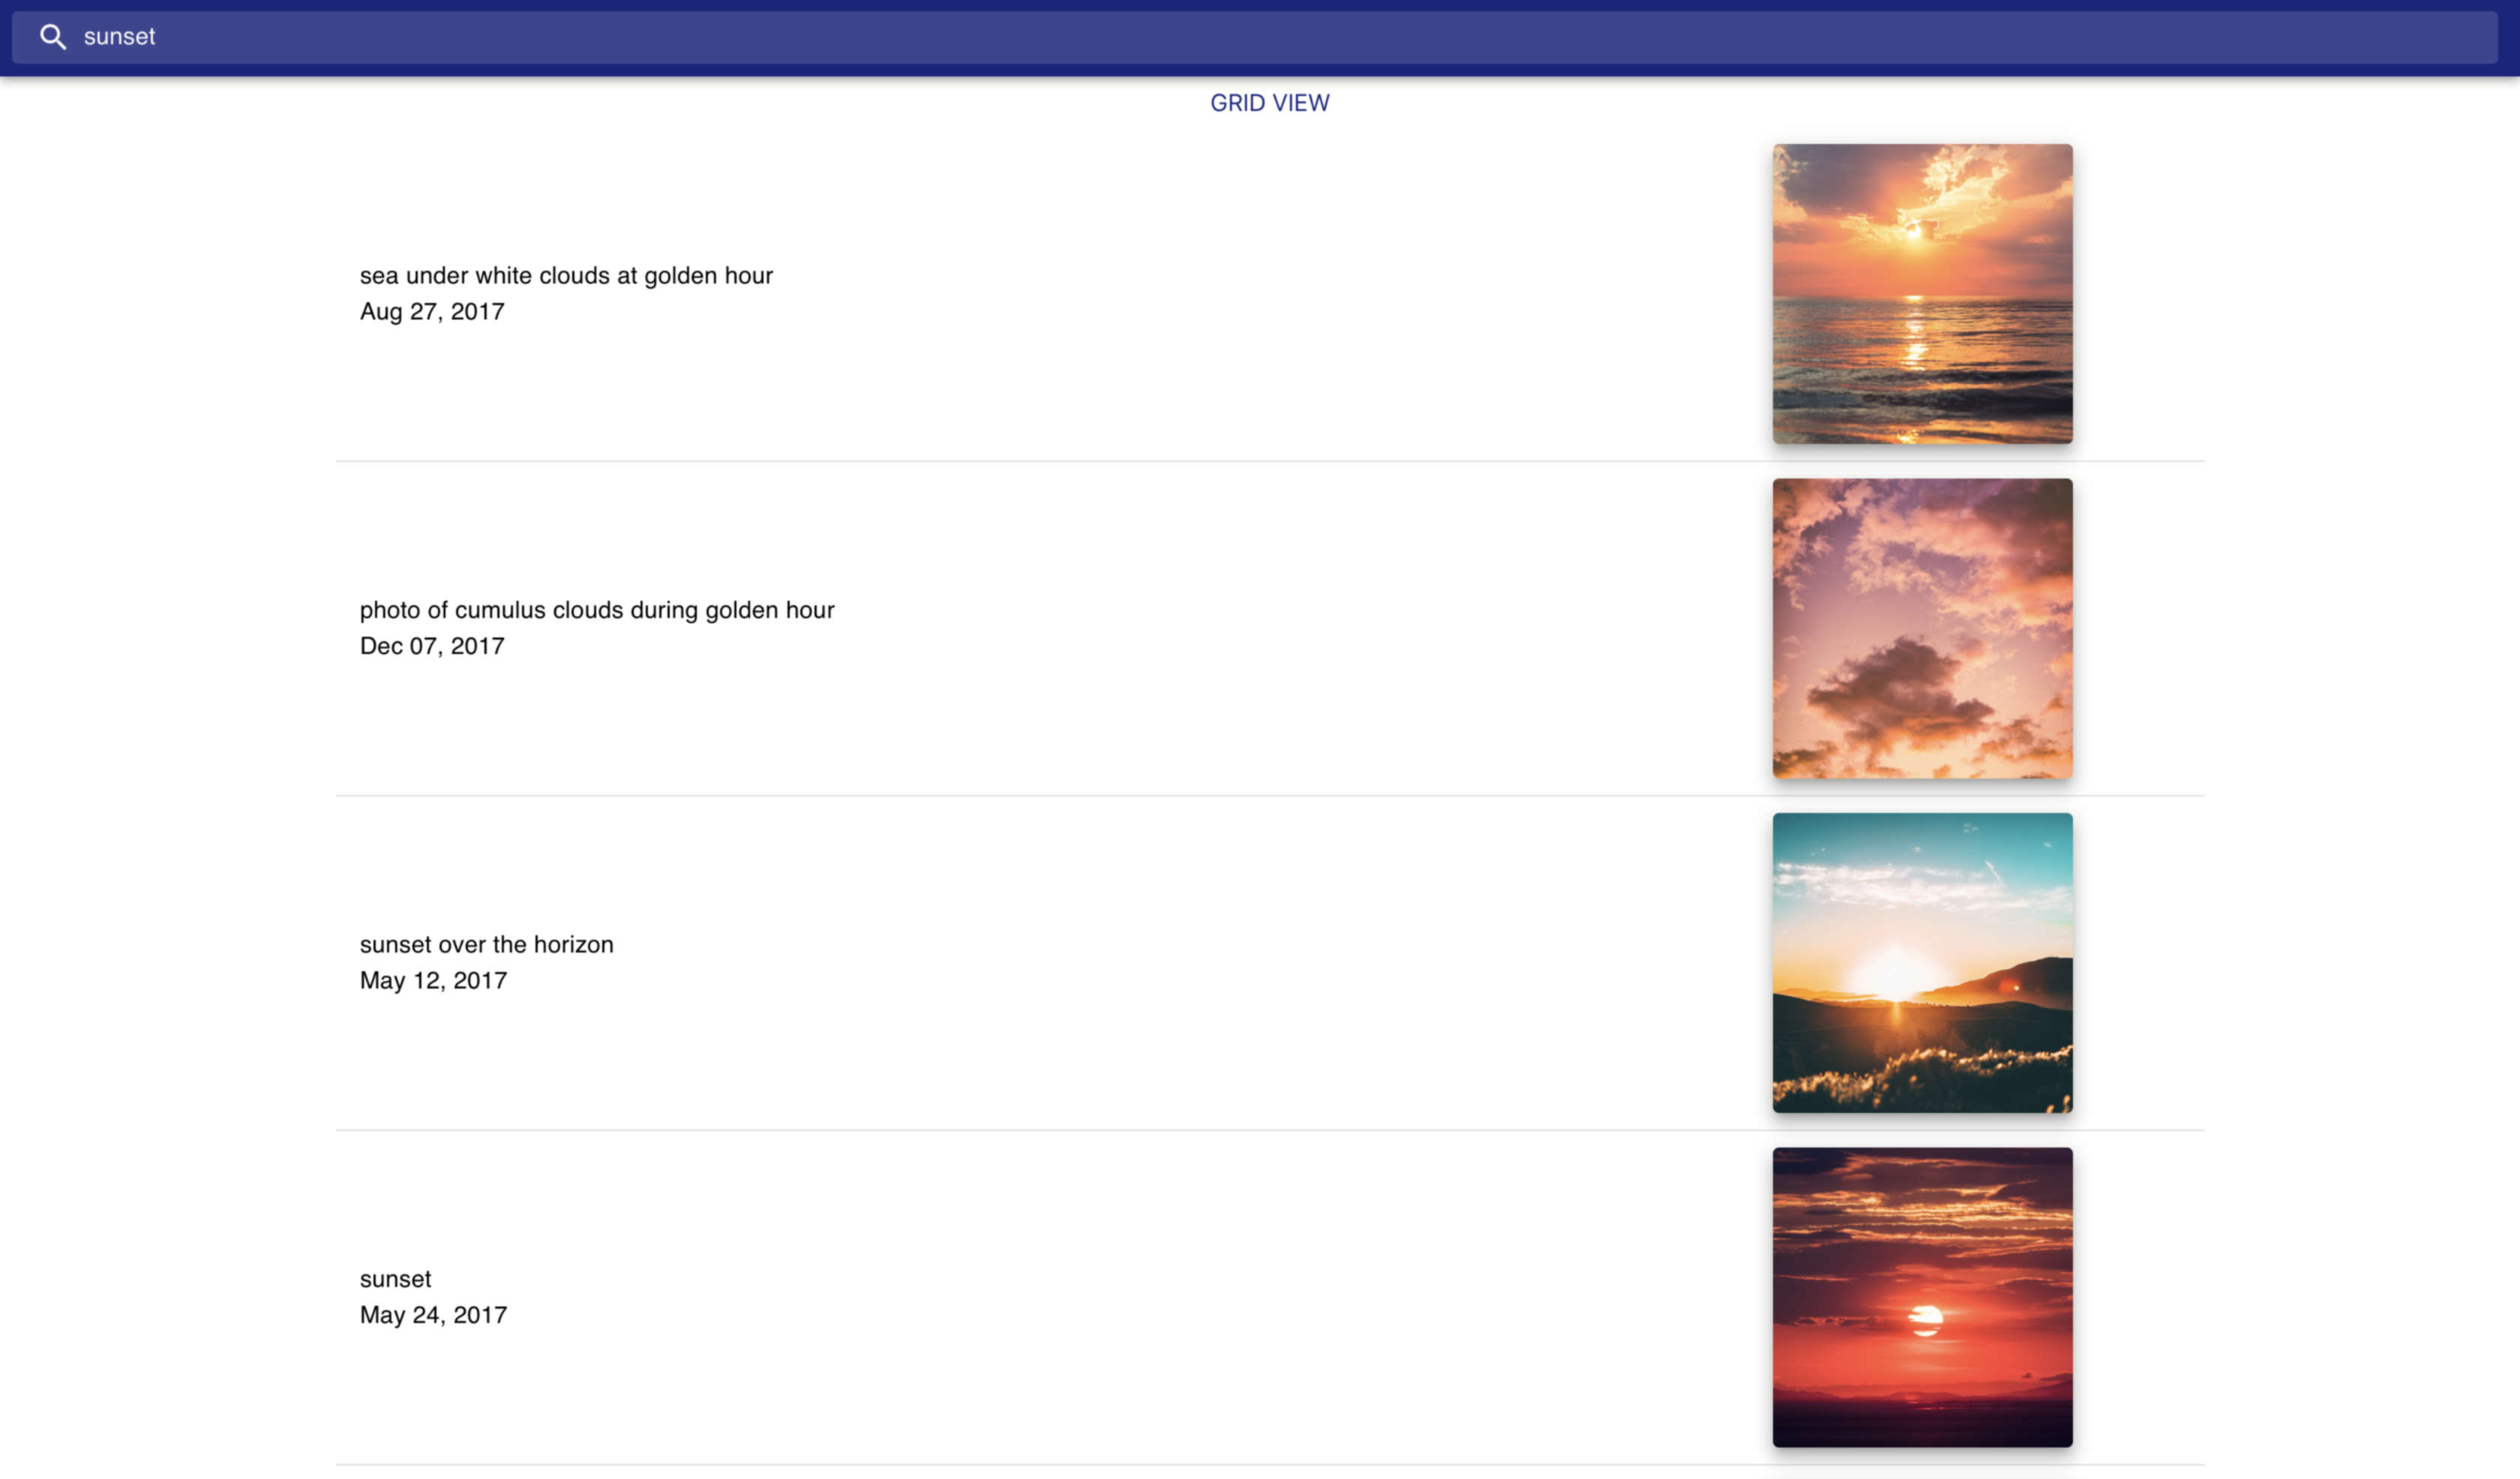 sunset
GRID VIEW
sea under white clouds at golden hour
Aug 27, 2017
photo of cumulus clouds during golden hour
Dec 07, 2017
sunset over the horizon
May 12, 2017
sunset
May 24, 2017